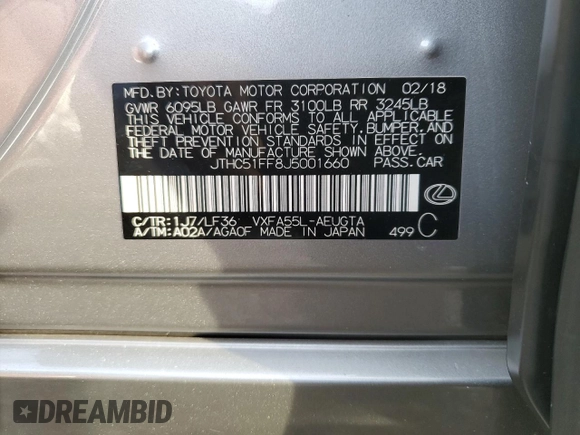 MFD. BY: TOYOTA MOTOR CORPORATION 02/18
GVWR 6095LB GAWR FR 3100LB RR 3245LB
THIS VEHICLE CONFORMS TO ALL APPLICABLE
FEDERAL MOTOR VEHICLE SAFETY, BUMPER, AND
THEFT PREVENTION STANDARDS IN EFFECT ON
THE DATE OF MANUFACTURE SHOWN ABOVE.
JTHC51FF8J5001660 PASS. CAR
C/TR: 1J7/LF36 VXFA55L-AEUGTA
A/TM: A02A/AGA0F MADE IN JAPAN 499 C
DREAMBID